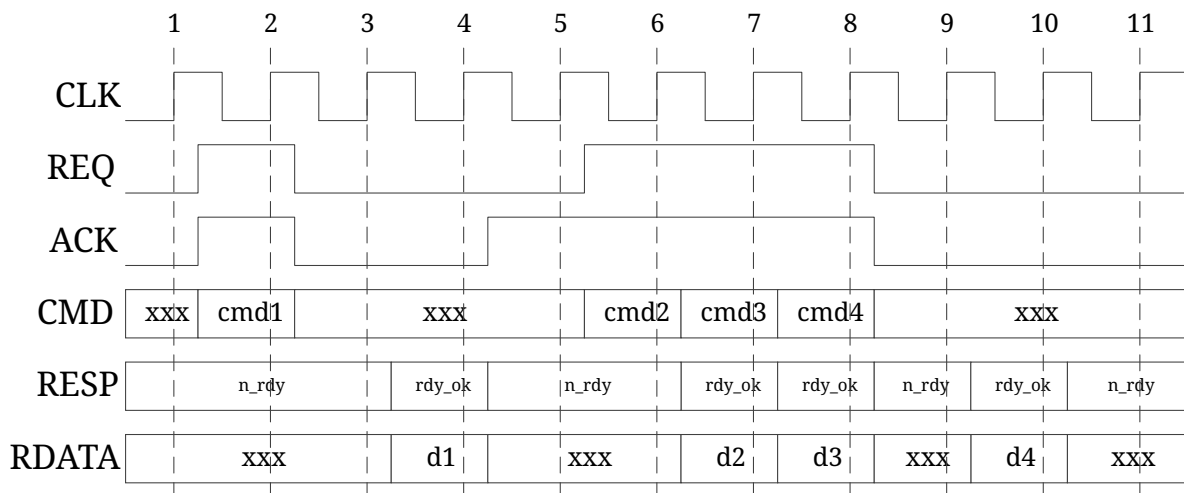 1 2 3 4 5 6 7 8 9 10 11
CLK
REQ
ACK
CMD xxx cmd1 xxx cmd2 cmd3 cmd4 xxx
RESP n_rdy rdy_ok n_rdy rdy_ok rdy_ok n_rdy rdy_ok n_rdy
RDATA xxx d1 xxx d2 d3 xxx d4 xxx